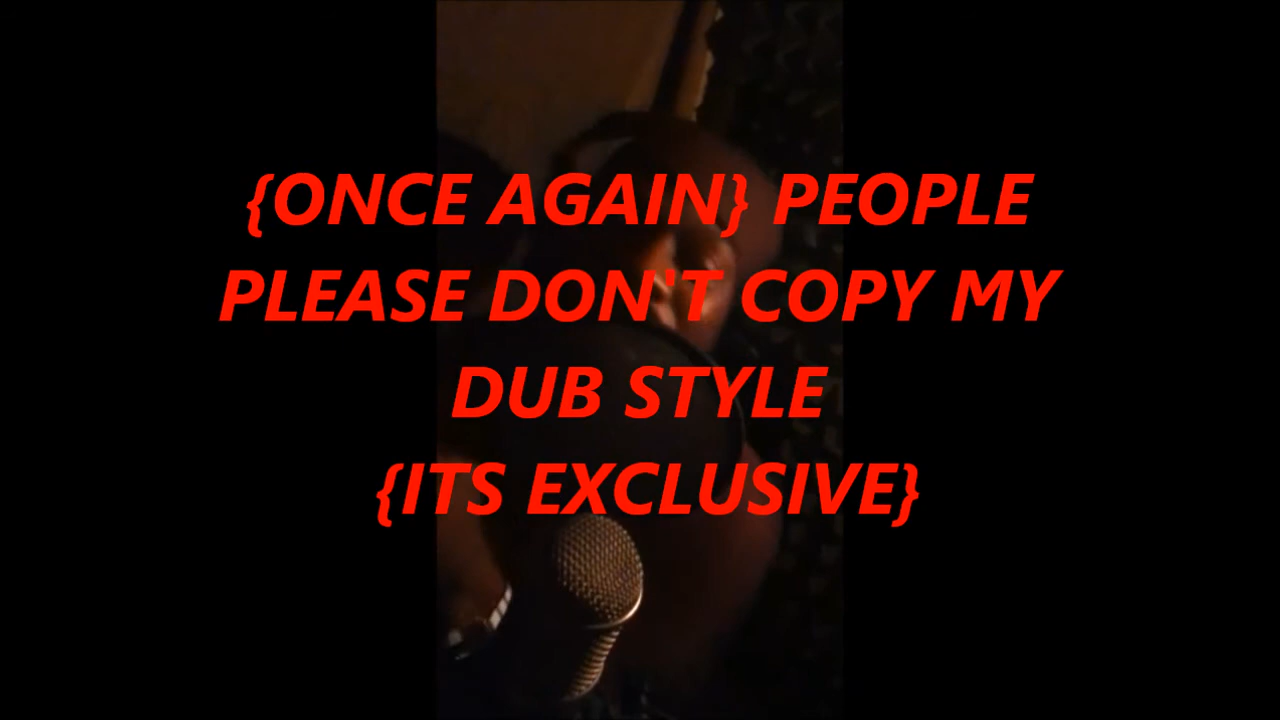 {ONCE AGAIN} PEOPLE
PLEASE DON'T COPY MY
DUB STYLE
{ITS EXCLUSIVE}